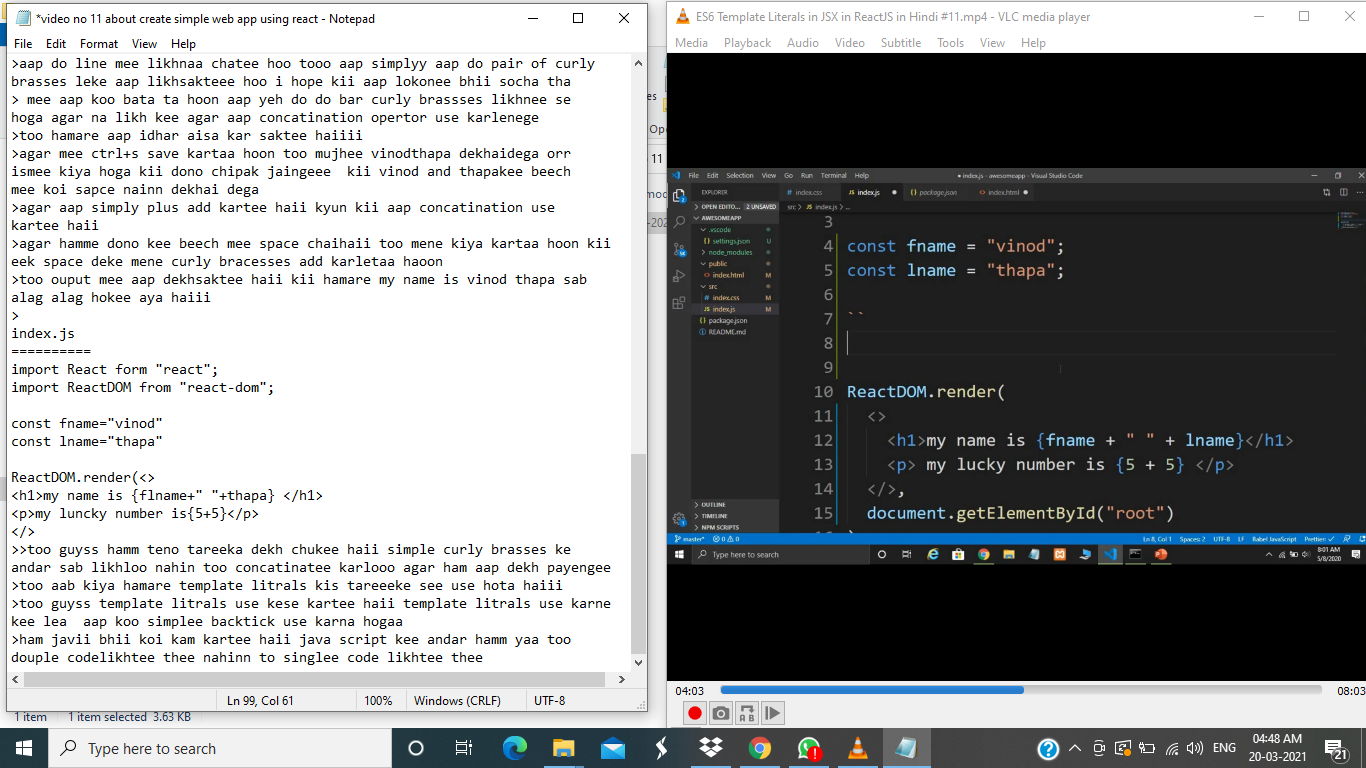 *video no 11 about create simple web app using react - Notepad
File Edit Format View Help
>aap do line mee likhnaa chatee hoo tooo aap simplyy aap do pair of curly
brasses leke aap likhsakteee hoo i hope kii aap lokonee bhii socha tha
> mee aap koo bata ta hoon aap yeh do do bar curly brassses likhnee se
hoga agar na likh kee agar aap concatination opertor use karlenege
>too hamare aap idhar aisa kar saktee haiiii
>agar mee ctrl+s save kartaa hoon too mujhee vinodthapa dekhaidega orr
ismee kiya hoga kii dono chipak jaingeee  kii vinod and thapakee beech
mee koi sapce nainn dekhai dega
>agar aap simply plus add kartee haii kyun kii aap concatination use
kartee haii
>agar hamme dono kee beech mee space chaihaii too mene kiya kartaa hoon kii
eek space deke mene curly bracesses add karletaa haoon
>too ouput mee aap dekhsaktee haii kii hamare my name is vinod thapa sab
alag alag hokee aya haiii
>
index.js
==========
import React form "react";
import ReactDOM from "react-dom";
const fname="vinod"
const lname="thapa"
ReactDOM.render(<>
<h1>my name is {flname+" "+thapa} </h1>
<p>my luncky number is{5+5}</p>
</>
>>too guyss hamm teno tareeka dekh chukee haii simple curly brasses ke
andar sab likhloo nahin too concatinatee karlooo agar ham aap dekh payengee
>too aab kiya hamare template litrals kis tareeeke see use hota haiii
>too guyss template litrals use kese kartee haii template litrals use karne
kee lea  aap koo simplee backtick use karna hogaa
>ham javii bhii koi kam kartee haii java script kee andar hamm yaa too
douple codelikhtee thee nahinn to singlee code likhtee thee
Ln 99, Col 61 100% Windows (CRLF) UTF-8
1 item 1 item selected 3.63 KB
ES6 Template Literals in JSX in ReactJS in Hindi #11.mp4 - VLC media player
Media Playback Audio Video Subtitle Tools View Help
File Edit Selection View Go Run Terminal Help
● index.js - awesomeapp - Visual Studio Code
EXPLORER
OPEN EDITO... 2 UNSAVED
AWESOMEAPP
.vscode
settings.json U
node_modules
public
index.html M
src
index.css M
index.js M
package.json
README.md
OUTLINE
TIMELINE
NPM SCRIPTS
index.css index.js package.json index.html
src > JS index.js > ...
3
4 const fname = "vinod";
5 const lname = "thapa";
6
7 ``
8
9
10 ReactDOM.render(
11 <>
12 <h1>my name is {fname + " " + lname}</h1>
13 <p> my lucky number is {5 + 5} </p>
14 </>,
15 document.getElementById("root")
master* 0 0 Ln 8, Col 1 Spaces: 2 UTF-8 LF Babel JavaScript Prettier: ✓
Type here to search
8:01 AM
5/8/2020
04:03 08:03
Type here to search
ENG
04:48 AM
20-03-2021
21